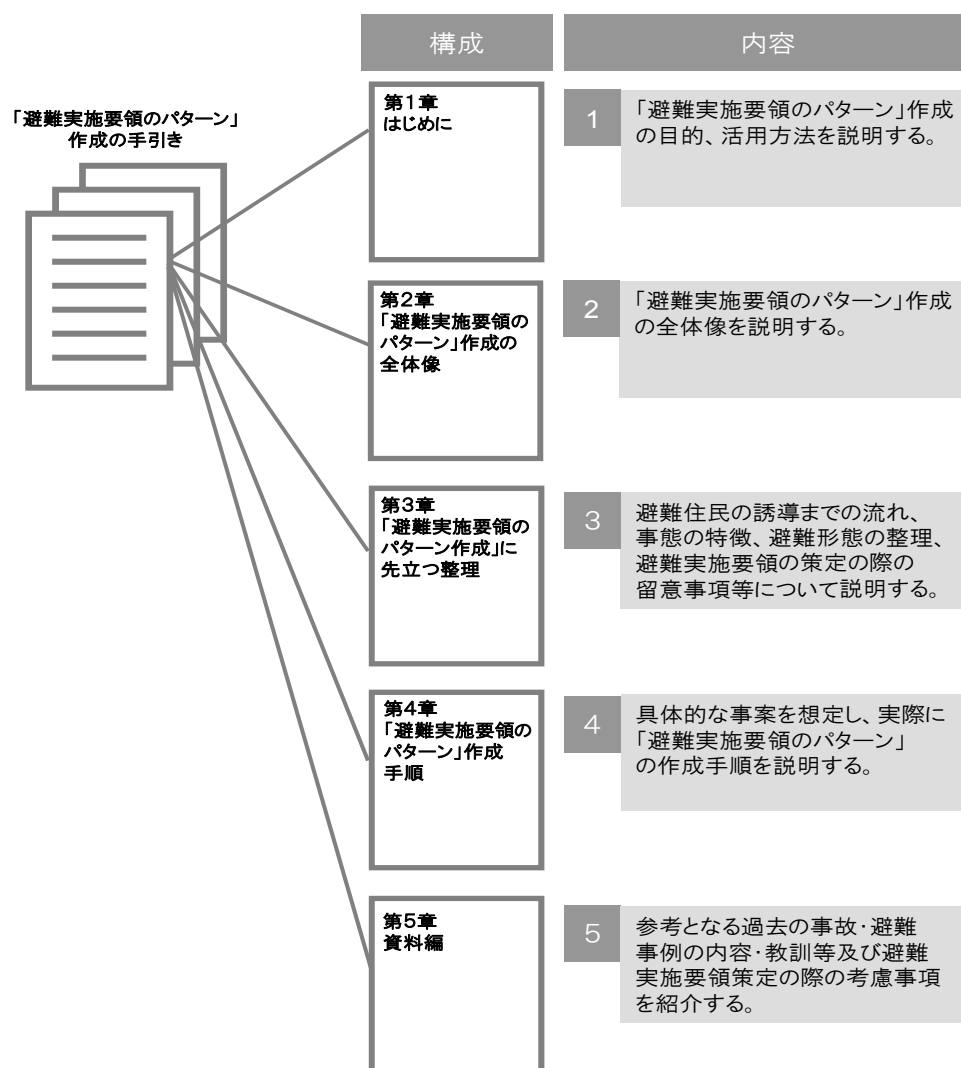 構成
内容
「避難実施要領のパターン」
作成の手引き
第1章
はじめに
1
「避難実施要領のパターン」作成
の目的、活用方法を説明する。
第2章
「避難実施要領の
パターン」作成の
全体像
2
「避難実施要領のパターン」作成
の全体像を説明する。
第3章
「避難実施要領の
パターン作成」に
先立つ整理
3
避難住民の誘導までの流れ、
事態の特徴、避難形態の整理、
避難実施要領の策定の際の
留意事項等について説明する。
第4章
「避難実施要領の
パターン」作成
手順
4
具体的な事案を想定し、実際に
「避難実施要領のパターン」
の作成手順を説明する。
第5章
資料編
5
参考となる過去の事故・避難
事例の内容・教訓等及び避難
実施要領策定の際の考慮事項
を紹介する。